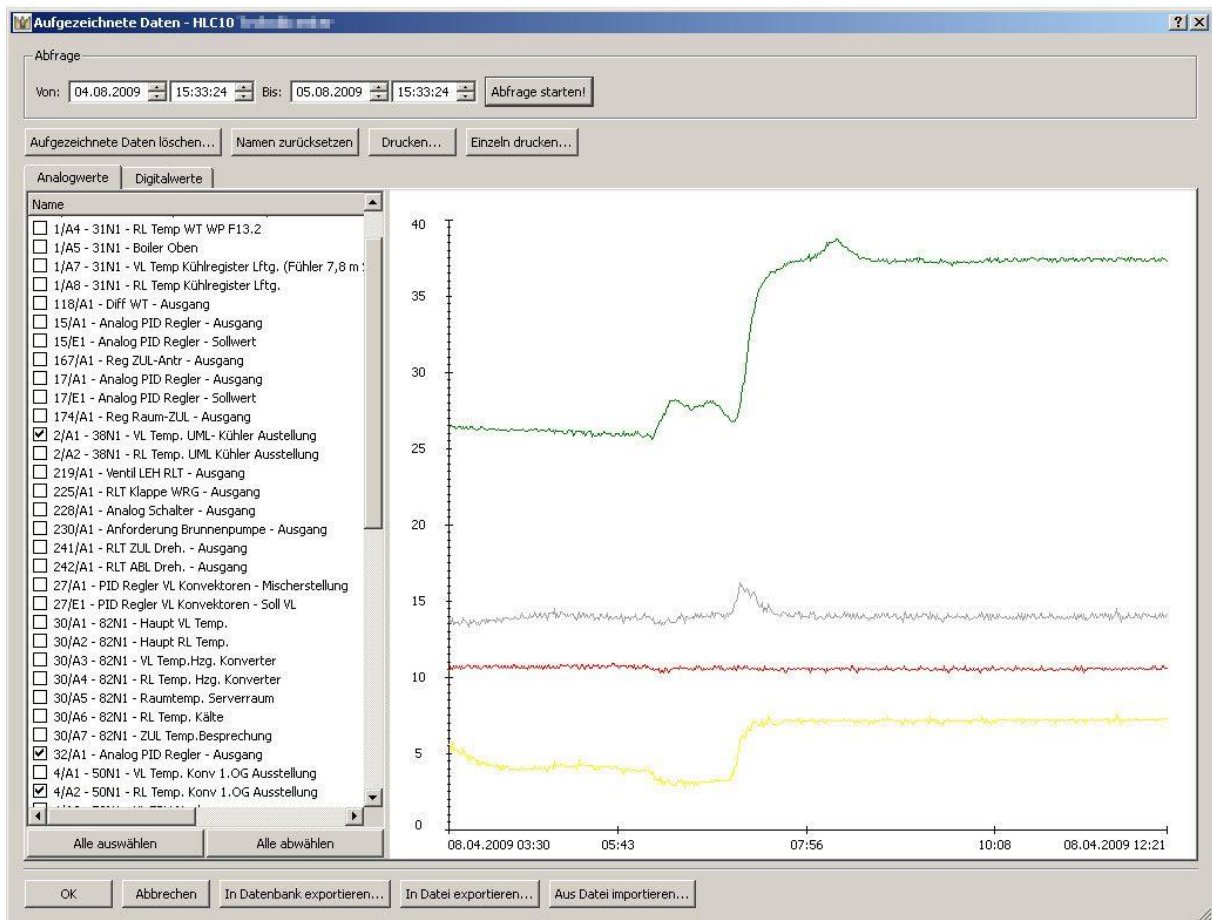 Aufgezeichnete Daten - HLC10
Abfrage
Von: 04.08.2009 15:33:24 Bis: 05.08.2009 15:33:24 Abfrage starten!
Aufgezeichnete Daten löschen... Namen zurücksetzen Drucken... Einzeln drucken...
Analogwerte Digitalwerte
Name
1/A4 - 31N1 - RL Temp WT WP F13.2
1/A5 - 31N1 - Boiler Oben
1/A7 - 31N1 - VL Temp Kühlregister Lftg. (Fühler 7,8 m
1/A8 - 31N1 - RL Temp Kühlregister Lftg.
118/A1 - Diff WT - Ausgang
15/A1 - Analog PID Regler - Ausgang
15/E1 - Analog PID Regler - Sollwert
167/A1 - Reg ZUL-Antr - Ausgang
17/A1 - Analog PID Regler - Ausgang
17/E1 - Analog PID Regler - Sollwert
174/A1 - Reg Raum-ZUL - Ausgang
2/A1 - 38N1 - VL Temp. UML- Kühler Austellung
2/A2 - 38N1 - RL Temp. UML Kühler Ausstellung
219/A1 - Ventil LEH RLT - Ausgang
225/A1 - RLT Klappe WRG - Ausgang
228/A1 - Analog Schalter - Ausgang
230/A1 - Anforderung Brunnenpumpe - Ausgang
241/A1 - RLT ZUL Dreh. - Ausgang
242/A1 - RLT ABL Dreh. - Ausgang
27/A1 - PID Regler VL Konvektoren - Mischerstellung
27/E1 - PID Regler VL Konvektoren - Soll VL
30/A1 - 82N1 - Haupt VL Temp.
30/A2 - 82N1 - Haupt RL Temp.
30/A3 - 82N1 - VL Temp.Hzg. Konverter
30/A4 - 82N1 - RL Temp. Hzg. Konverter
30/A5 - 82N1 - Raumtemp. Serverraum
30/A6 - 82N1 - RL Temp. Kälte
30/A7 - 82N1 - ZUL Temp.Besprechung
32/A1 - Analog PID Regler - Ausgang
4/A1 - 50N1 - VL Temp. Konv 1.OG Ausstellung
4/A2 - 50N1 - RL Temp. Konv 1.OG Ausstellung
Alle auswählen Alle abwählen
40
35
30
25
20
15
10
5
0
08.04.2009 03:30 05:43 07:56 10:08 08.04.2009 12:21
OK Abbrechen In Datenbank exportieren... In Datei exportieren... Aus Datei importieren...